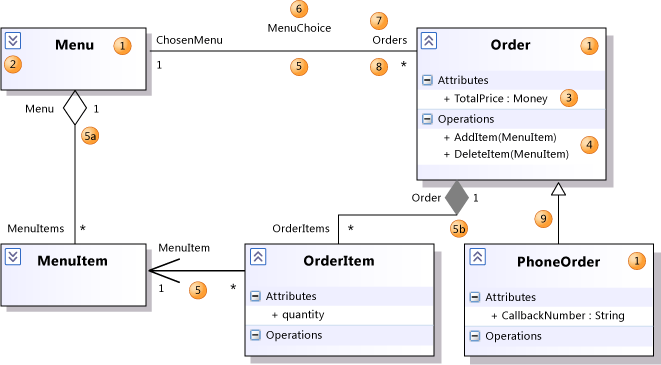 6
MenuChoice
7
Menu 1
2
ChosenMenu
1
5
Orders
8 *
Order 1
Attributes
+ TotalPrice : Money 3
Operations
+ AddItem(MenuItem)
4
+ DeleteItem(MenuItem)
Menu 1
5a
MenuItems *
Order 1
5b
OrderItems *
9
MenuItem
MenuItem
1 5 *
OrderItem
Attributes
+ quantity
Operations
PhoneOrder 1
Attributes
+ CallbackNumber : String
Operations